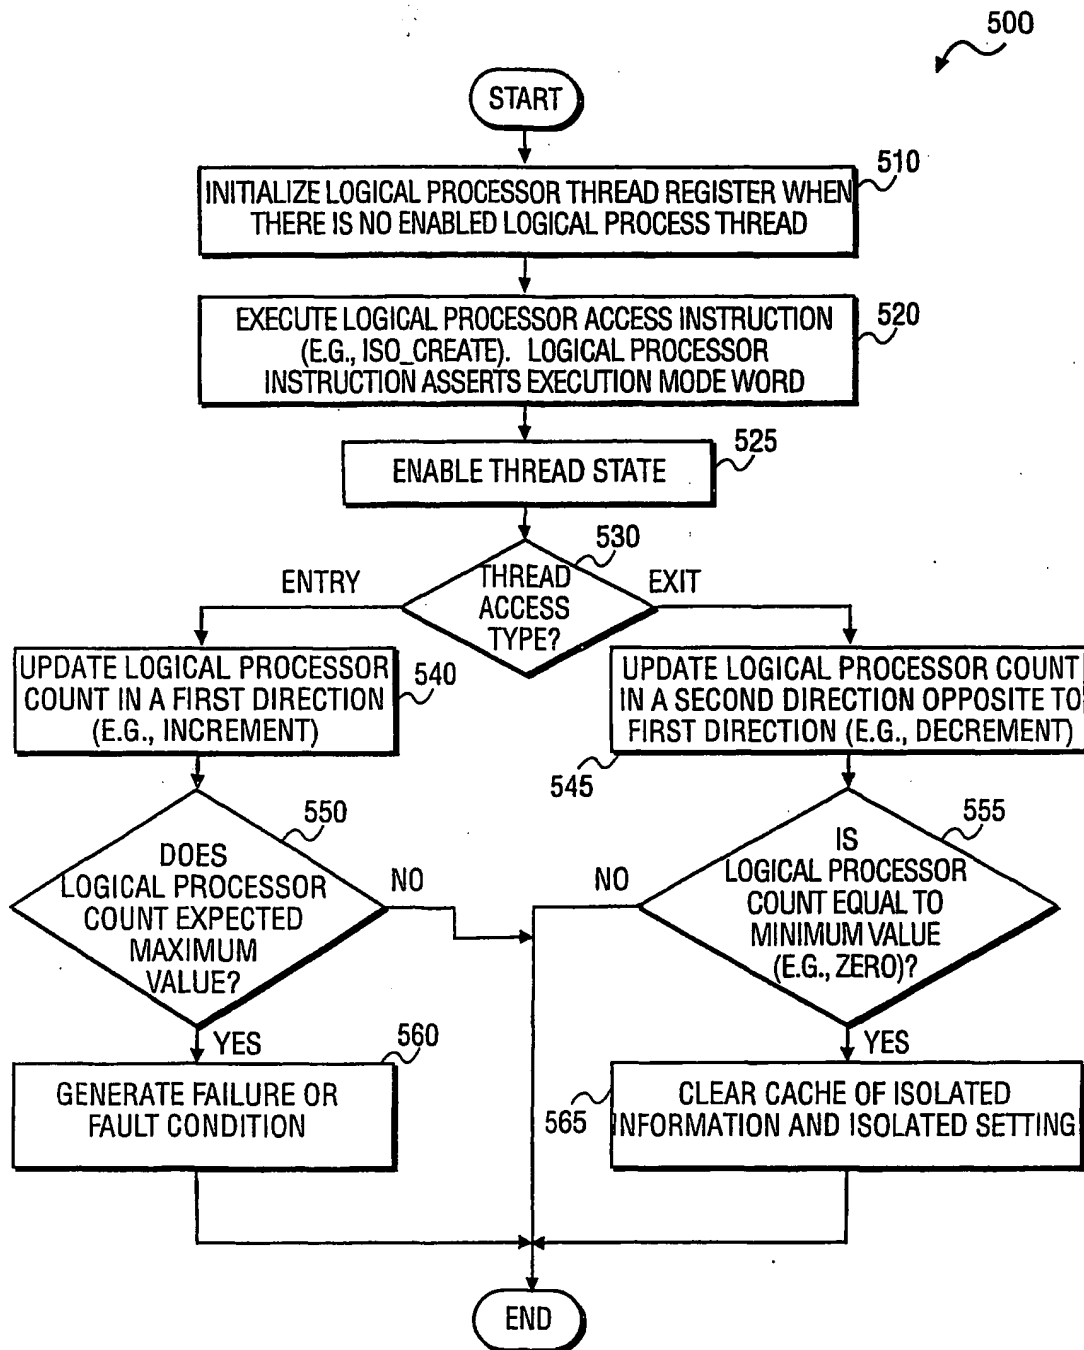 500
START
510
INITIALIZE LOGICAL PROCESSOR THREAD REGISTER WHEN
THERE IS NO ENABLED LOGICAL PROCESS THREAD
EXECUTE LOGICAL PROCESSOR ACCESS INSTRUCTION
(E.G., ISO_CREATE). LOGICAL PROCESSOR
INSTRUCTION ASSERTS EXECUTION MODE WORD
520
ENABLE THREAD STATE
525
530
THREAD
ACCESS
TYPE?
ENTRY
EXIT
UPDATE LOGICAL PROCESSOR
COUNT IN A FIRST DIRECTION
(E.G., INCREMENT)
540
UPDATE LOGICAL PROCESSOR COUNT
IN A SECOND DIRECTION OPPOSITE TO
FIRST DIRECTION (E.G., DECREMENT)
545
550
DOES
LOGICAL PROCESSOR
COUNT EXPECTED
MAXIMUM
VALUE?
NO
555
IS
LOGICAL PROCESSOR
COUNT EQUAL TO
MINIMUM VALUE
(E.G., ZERO)?
NO
YES
560
GENERATE FAILURE OR
FAULT CONDITION
YES
565
CLEAR CACHE OF ISOLATED
INFORMATION AND ISOLATED SETTING
END